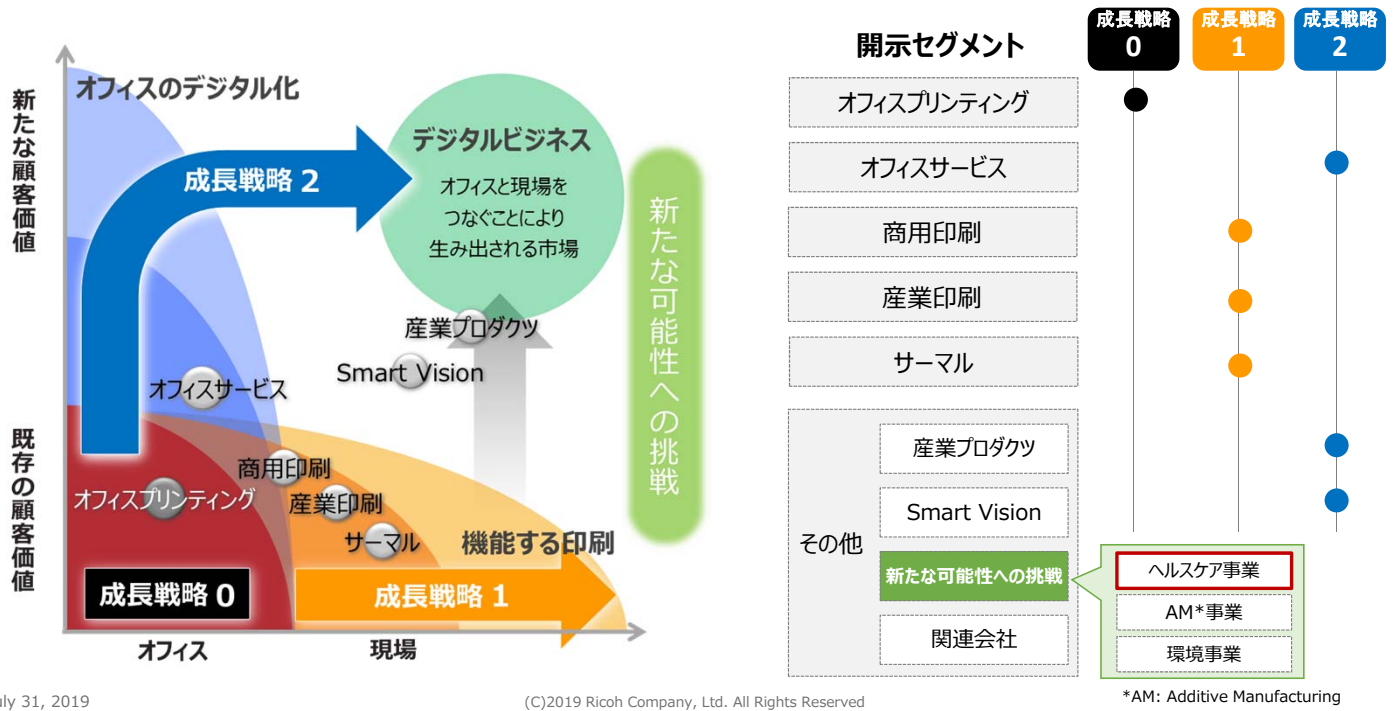 新たな顧客価値
既存の顧客価値
オフィスのデジタル化
成長戦略 2
デジタルビジネス
オフィスと現場を
つなぐことにより
生み出される市場
新たな可能性への挑戦
産業プロダクツ
Smart Vision
オフィスサービス
商用印刷
オフィスプリンティング
産業印刷
サーマル
機能する印刷
成長戦略 0
成長戦略 1
オフィス
現場
開示セグメント
成長戦略
0
成長戦略
1
成長戦略
2
オフィスプリンティング
オフィスサービス
商用印刷
産業印刷
サーマル
その他
産業プロダクツ
Smart Vision
新たな可能性への挑戦
関連会社
ヘルスケア事業
AM*事業
環境事業
*AM: Additive Manufacturing
31, 2019
(C)2019 Ricoh Company, Ltd. All Rights Reserved